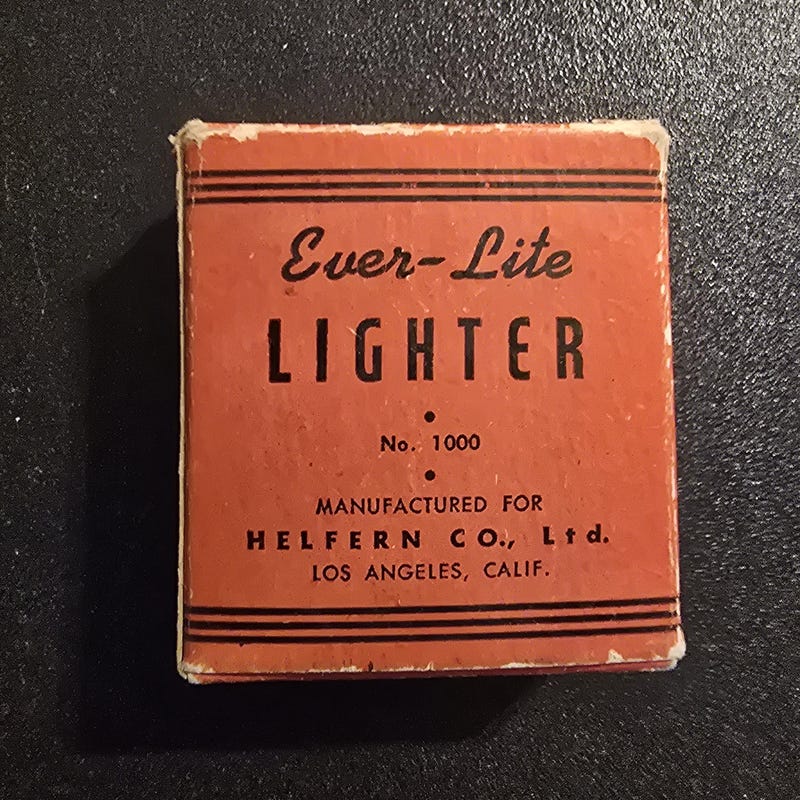 Ever-Lite
LIGHTER
No. 1000
MANUFACTURED FOR
HELFERN CO., Ltd.
LOS ANGELES, CALIF.